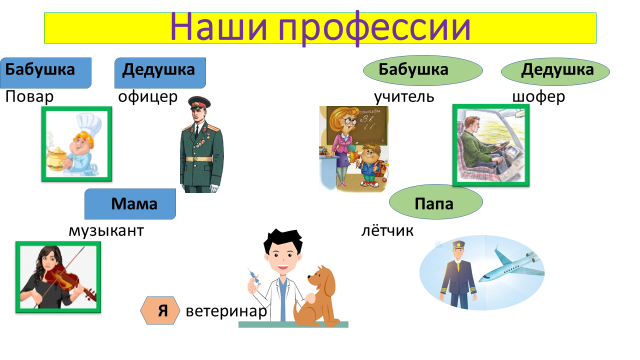 Наши профессии
Бабушка Дедушка Бабушка Дедушка
Повар офицер учитель шофер
Мама Папа
музыкант лётчик
Я ветеринар